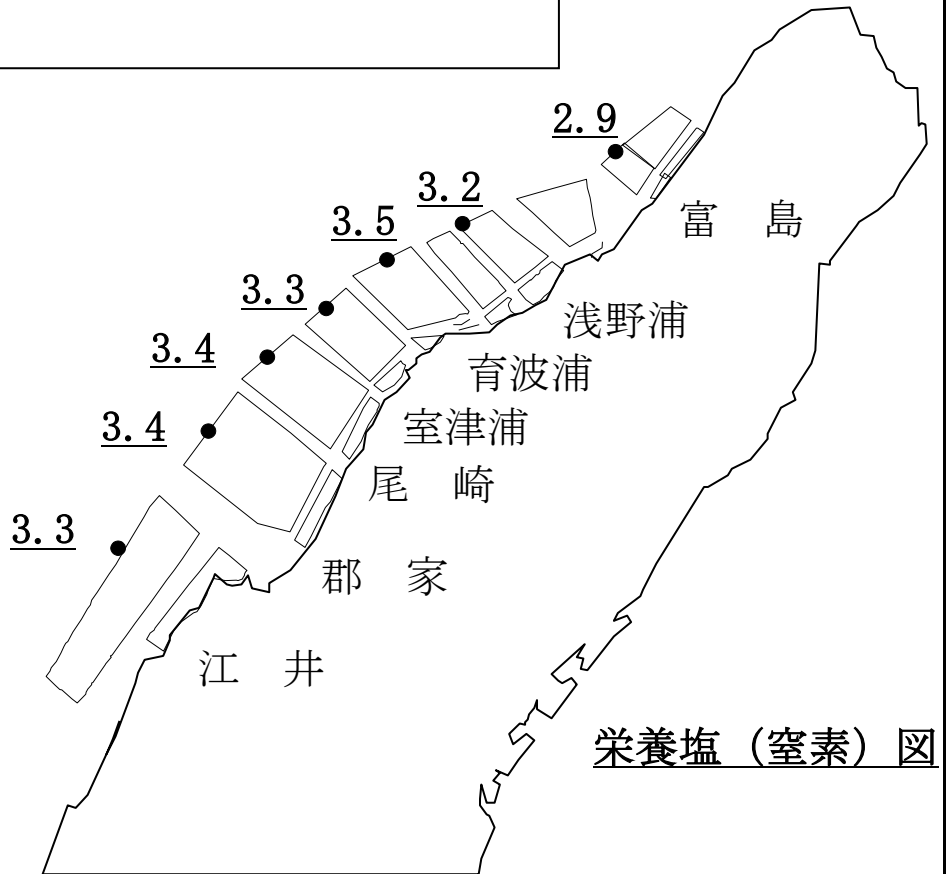 2.9
3.2
3.5
3.3
3.4
3.4
3.3
富　島
浅野浦
育波浦
室津浦
尾　崎
郡　家
江　井
栄養塩（窒素）図